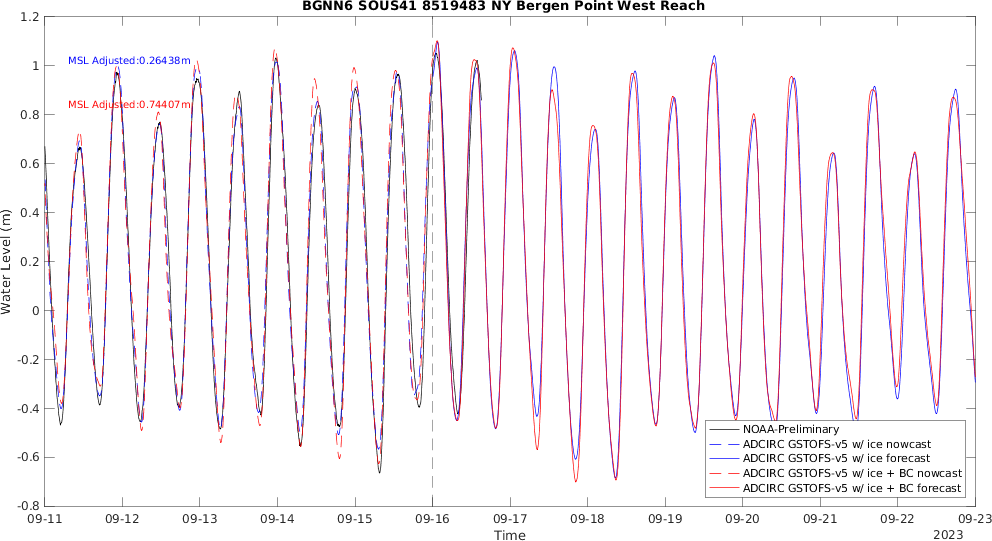 BGNN6 SOUS41 8519483 NY Bergen Point West Reach
1.2
1
0.8
0.6
0.4
0.2
0
-0.2
-0.4
-0.6
-0.8
Water Level (m)
MSL Adjusted:0.26438m
MSL Adjusted:0.74407m
NOAA-Preliminary
ADCIRC GSTOFS-v5 w/ ice nowcast
ADCIRC GSTOFS-v5 w/ ice forecast
ADCIRC GSTOFS-v5 w/ ice + BC nowcast
ADCIRC GSTOFS-v5 w/ ice + BC forecast
09-11 09-12 09-13 09-14 09-15 09-16 09-17 09-18 09-19 09-20 09-21 09-22 09-23
Time
2023